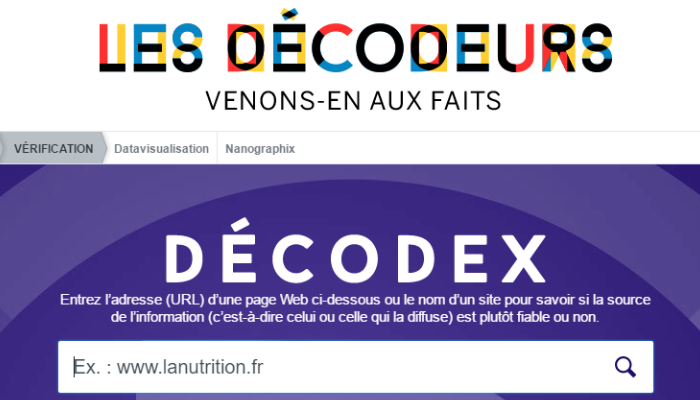 LES DÉCODEURS
VENONS-EN AUX FAITS
VÉRIFICATION Datavisualisation Nanographix
DÉCODEX
Entrez l’adresse (URL) d’une page Web ci-dessous ou le nom d’un site pour savoir si la source
de l’information (c’est-à-dire celui ou celle qui la diffuse) est plutôt fiable ou non.
Ex. : www.lanutrition.fr